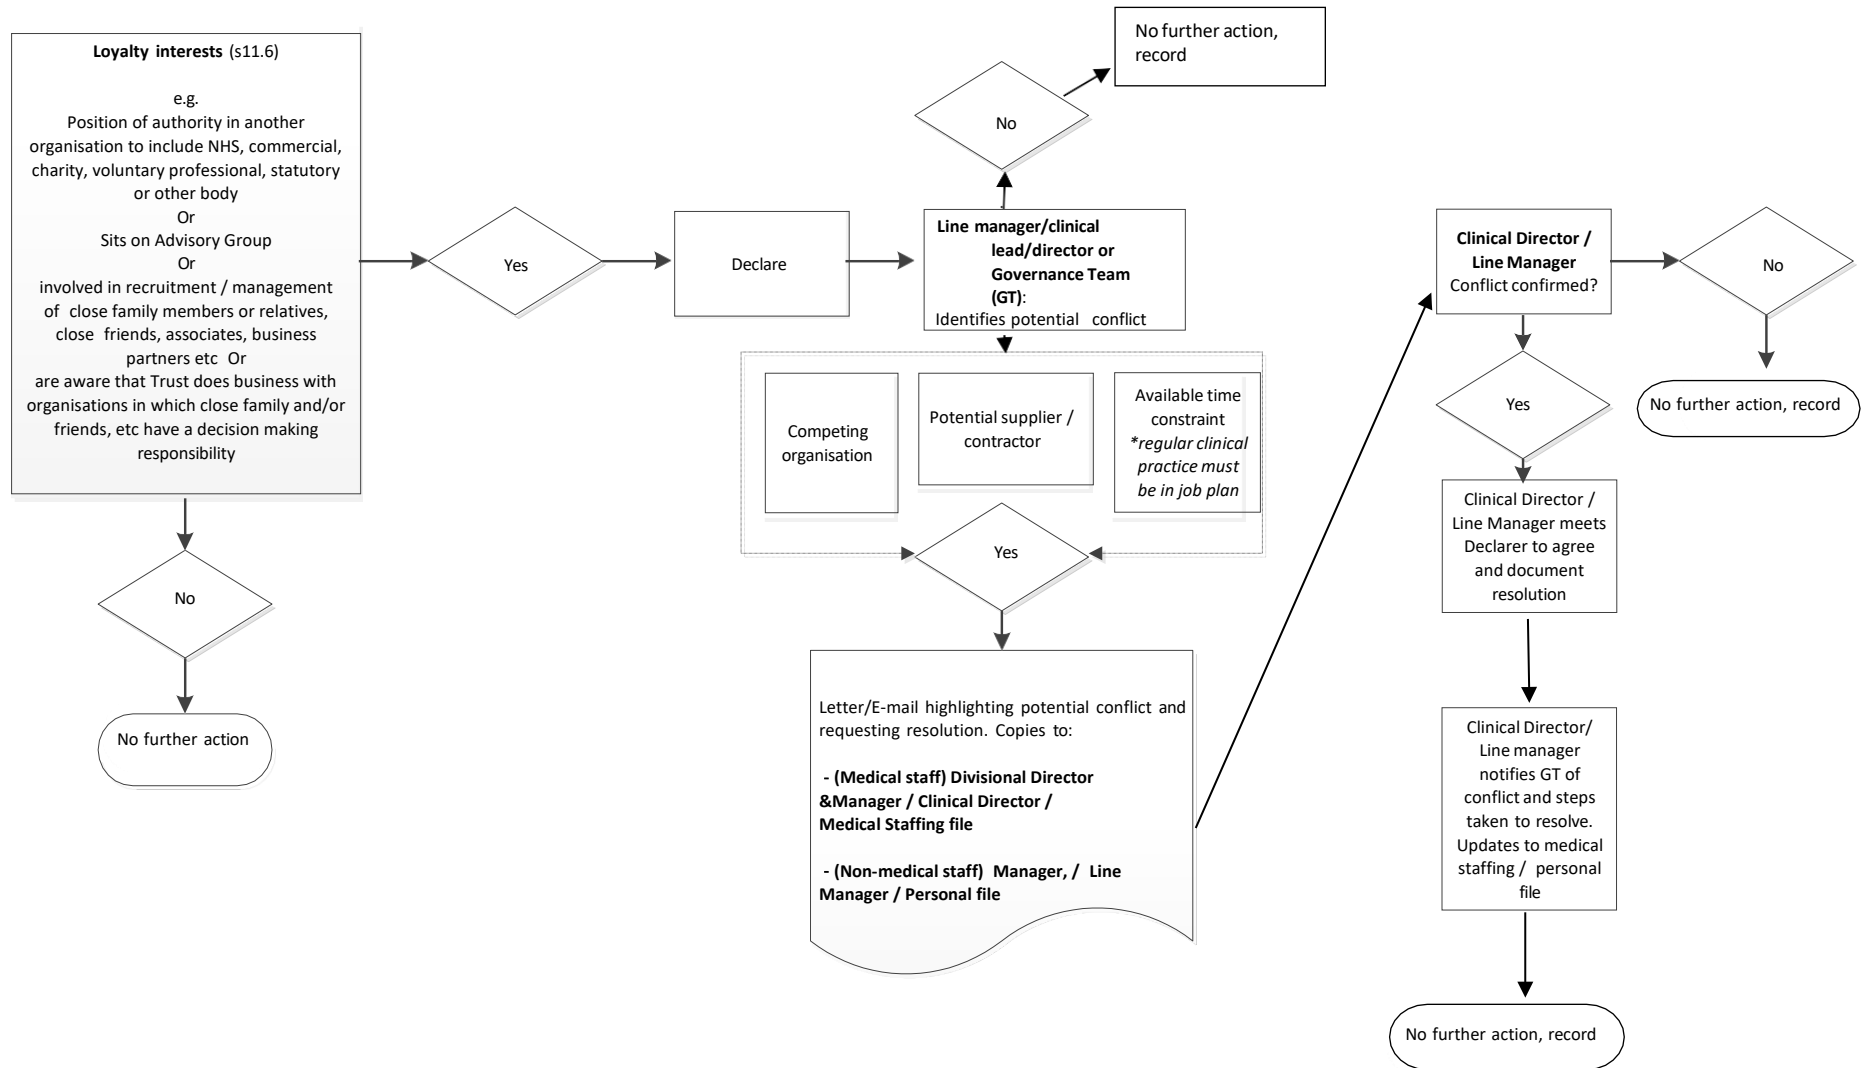 Loyalty interests (s11.6)
e.g.
Position of authority in another
organisation to include NHS, commercial,
charity, voluntary professional, statutory
or other body
Or
Sits on Advisory Group
Or
involved in recruitment / management
of close family members or relatives,
close friends, associates, business
partners etc Or
are aware that Trust does business with
organisations in which close family and/or
friends, etc have a decision making
responsibility
No
No further action
Yes
Declare
Line manager/clinical
lead/director or
Governance Team
(GT):
Identifies potential conflict
No
No further action,
record
Competing
organisation
Potential supplier /
contractor
Available time
constraint
*regular clinical
practice must
be in job plan
Yes
Letter/E-mail highlighting potential conflict and
requesting resolution. Copies to:
- (Medical staff) Divisional Director
&Manager / Clinical Director /
Medical Staffing file
- (Non-medical staff) Manager, / Line
Manager / Personal file
Clinical Director /
Line Manager
Conflict confirmed?
No
No further action, record
Yes
Clinical Director /
Line Manager meets
Declarer to agree
and document
resolution
Clinical Director/
Line manager
notifies GT of
conflict and steps
taken to resolve.
Updates to medical
staffing / personal
file
No further action, record